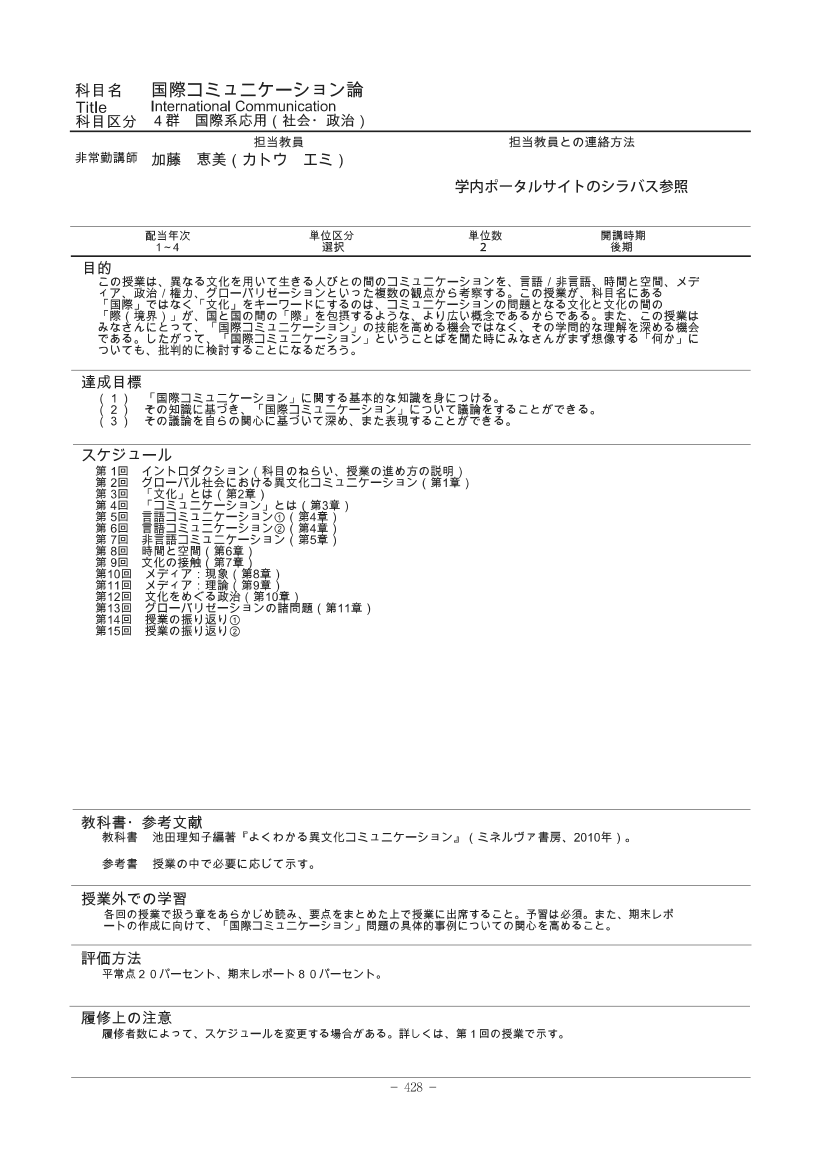 科目名　国際コミュニケーション論
Title　International Communication
科目区分　４群　国際系応用(社会・政治)
担当教員　担当教員との連絡方法
非常勤講師　加藤　恵美(カトウ　エミ)
学内ポータルサイトのシラバス参照
配当年次　単位区分　単位数　開講時期
1~4　選択　2　後期
目的
この授業は、異なる文化を用いて生きる人びとの間のコミュニケーションを、言語/非言語、時間と空間、メデ
ィア、政治/権力、グローバリゼーションといった複数の観点から考察する。この授業が、科目名にある
「国際」ではなく「文化」をキーワードにするのは、コミュニケーションの問題となる文化と文化の間の
「際(境界)」が、国と国の間の「際」を包摂するような、より広い概念であるからである。また、この授業は
みなさんにとって、「国際コミュニケーション」の技能を高める機会ではなく、その学問的な理解を深める機会
である。したがって、「国際コミュニケーション」ということばを聞た時にみなさんがまず想像する「何か」に
ついても、批判的に検討することになるだろう。
達成目標
(1)　「国際コミュニケーション」に関する基本的な知識を身につける。
(2)　その知識に基づき、「国際コミュニケーション」について議論をすることができる。
(3)　その議論を自らの関心に基づいて深め、また表現することができる。
スケジュール
第 1回　イントロダクション(科目のねらい、授業の進め方の説明)
第 2回　グローバル社会における異文化コミュニケーション(第1章)
第 3回　「文化」とは(第2章)
第 4回　「コミュニケーション」とは(第3章)
第 5回　言語コミュニケーション①(第4章)
第 6回　言語コミュニケーション②(第4章)
第 7回　非言語コミュニケーション(第5章)
第 8回　時間と空間(第6章)
第 9回　文化の接触(第7章)
第10回　メディア：現象(第8章)
第11回　メディア：理論(第9章)
第12回　文化をめぐる政治(第10章)
第13回　グローバリゼーションの諸問題(第11章)
第14回　授業の振り返り①
第15回　授業の振り返り②
教科書・参考文献
教科書　池田理知子編著『よくわかる異文化コミュニケーション』(ミネルヴァ書房、2010年)。
参考書　授業の中で必要に応じて示す。
授業外での学習
各回の授業で扱う章をあらかじめ読み、要点をまとめた上で授業に出席すること。予習は必須。また、期末レポ
ートの作成に向けて、「国際コミュニケーション」問題の具体的事例についての関心を高めること。
評価方法
平常点２０パーセント、期末レポート８０パーセント。
履修上の注意
履修者数によって、スケジュールを変更する場合がある。詳しくは、第１回の授業で示す。
− 428 −